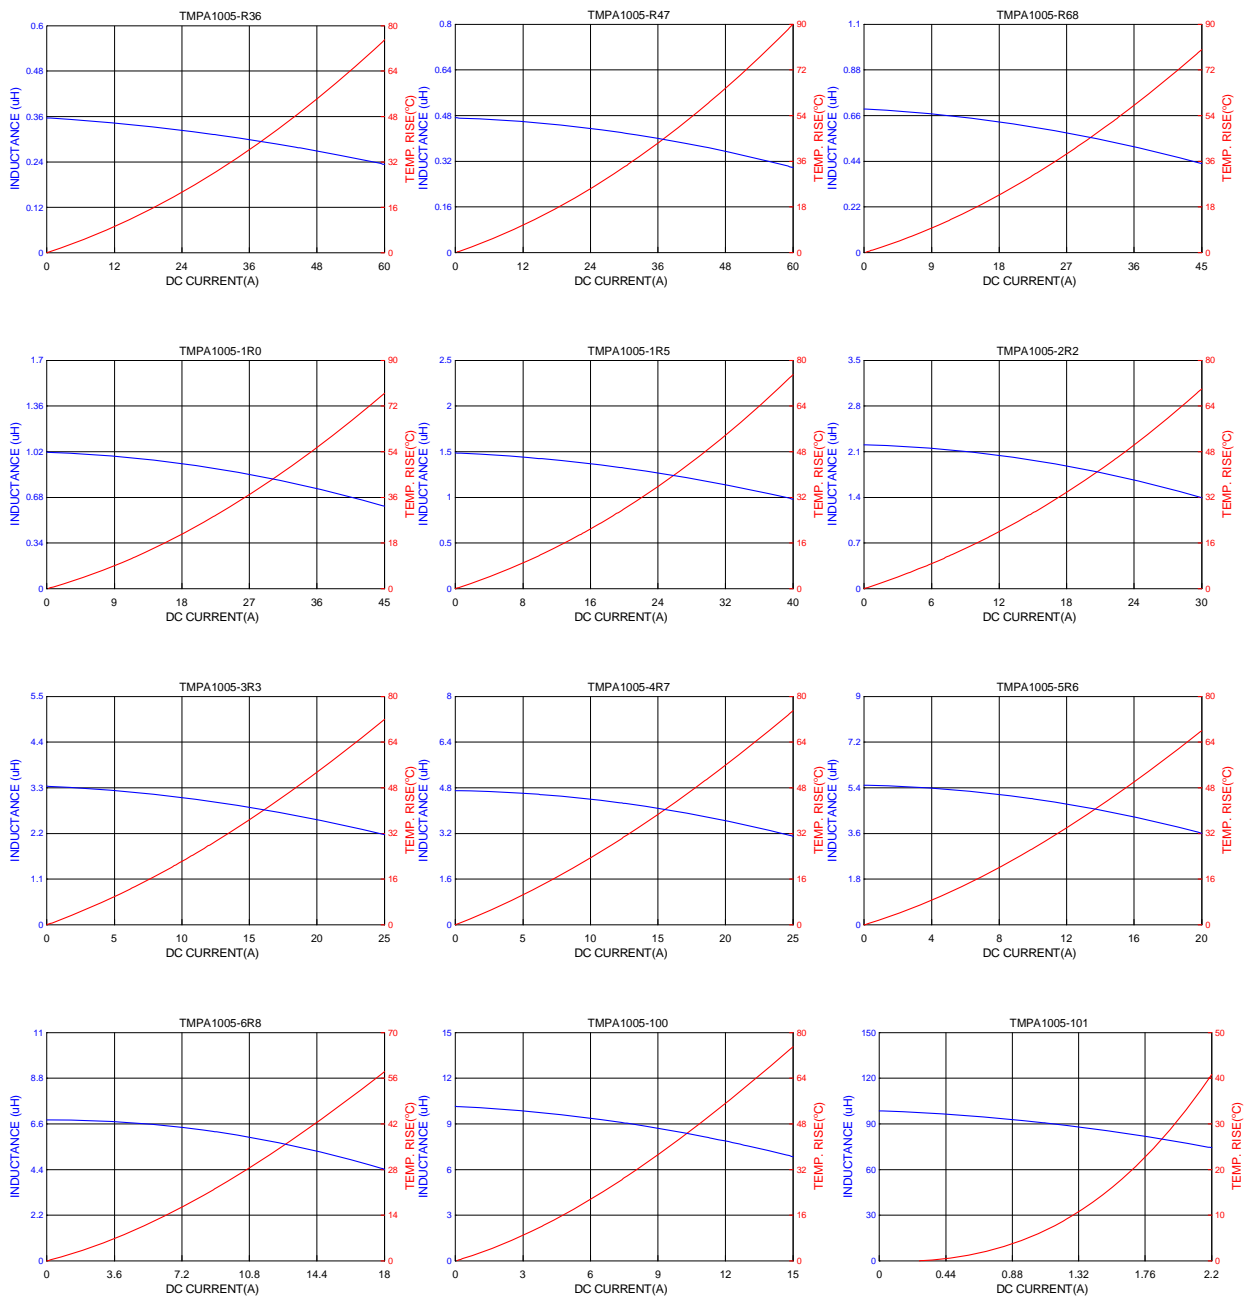 TMPA1005-R36
0.6
0.48
0.36
0.24
0.12
0
80
64
48
32
16
0
INDUCTANCE (uH)
TEMP. RISE(°C)
0 12 24 36 48 60
DC CURRENT(A)
TMPA1005-R47
0.8
0.64
0.48
0.32
0.16
0
90
72
54
36
18
0
INDUCTANCE (uH)
TEMP. RISE(°C)
0 12 24 36 48 60
DC CURRENT(A)
TMPA1005-R68
1.1
0.88
0.66
0.44
0.22
0
90
72
54
36
18
0
INDUCTANCE (uH)
TEMP. RISE(°C)
0 9 18 27 36 45
DC CURRENT(A)
TMPA1005-1R0
1.7
1.36
1.02
0.68
0.34
0
90
72
54
36
18
0
INDUCTANCE (uH)
TEMP. RISE(°C)
0 9 18 27 36 45
DC CURRENT(A)
TMPA1005-1R5
2.5
2
1.5
1
0.5
0
80
64
48
32
16
0
INDUCTANCE (uH)
TEMP. RISE(°C)
0 8 16 24 32 40
DC CURRENT(A)
TMPA1005-2R2
3.5
2.8
2.1
1.4
0.7
0
80
64
48
32
16
0
INDUCTANCE (uH)
TEMP. RISE(°C)
0 6 12 18 24 30
DC CURRENT(A)
TMPA1005-3R3
5.5
4.4
3.3
2.2
1.1
0
80
64
48
32
16
0
INDUCTANCE (uH)
TEMP. RISE(°C)
0 5 10 15 20 25
DC CURRENT(A)
TMPA1005-4R7
8
6.4
4.8
3.2
1.6
0
80
64
48
32
16
0
INDUCTANCE (uH)
TEMP. RISE(°C)
0 5 10 15 20 25
DC CURRENT(A)
TMPA1005-5R6
9
7.2
5.4
3.6
1.8
0
80
64
48
32
16
0
INDUCTANCE (uH)
TEMP. RISE(°C)
0 4 8 12 16 20
DC CURRENT(A)
TMPA1005-6R8
11
8.8
6.6
4.4
2.2
0
70
56
42
28
14
0
INDUCTANCE (uH)
TEMP. RISE(°C)
0 3.6 7.2 10.8 14.4 18
DC CURRENT(A)
TMPA1005-100
15
12
9
6
3
0
80
64
48
32
16
0
INDUCTANCE (uH)
TEMP. RISE(°C)
0 3 6 9 12 15
DC CURRENT(A)
TMPA1005-101
150
120
90
60
30
0
50
40
30
20
10
0
INDUCTANCE (uH)
TEMP. RISE(°C)
0 0.44 0.88 1.32 1.76 2.2
DC CURRENT(A)